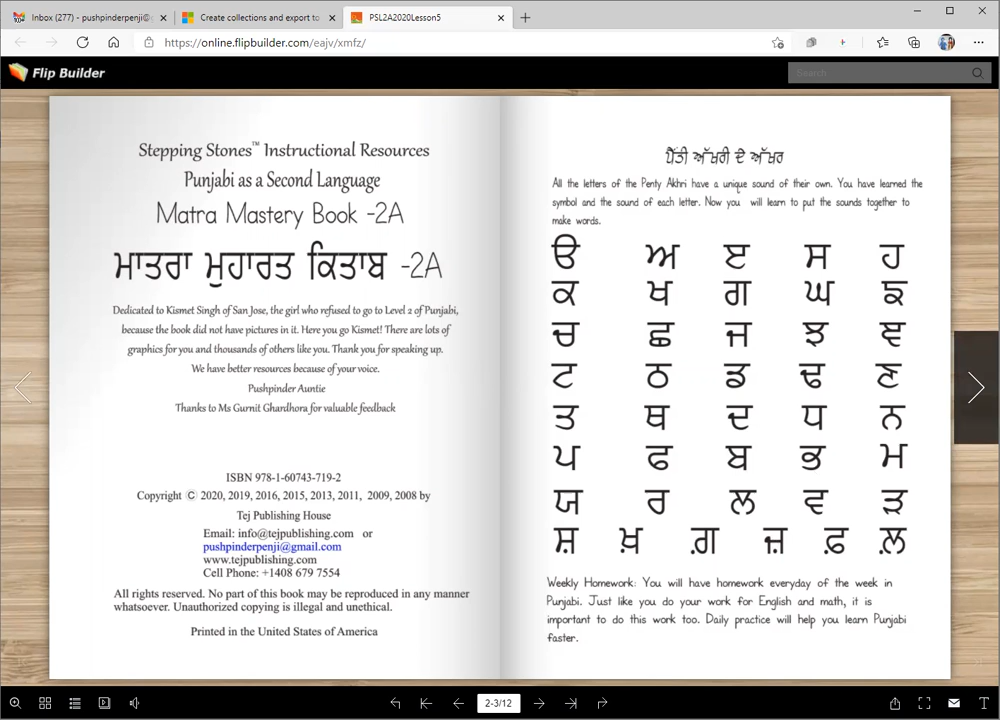 Inbox (277) - pushpinderpenji@
Create collections and export to
PSL2A2020Lesson5
https://online.flipbuilder.com/eajv/xmfz/
Flip Builder
Search
Stepping Stones™ Instructional Resources
Punjabi as a Second Language
Matra Mastery Book -2A
ਮਾਤਰਾ ਮੁਹਾਰਤ ਕਿਤਾਬ -2A
Dedicated to Kismet Singh of San Jose, the girl who refused to go to Level 2 of Punjabi,
because the book did not have pictures in it. Here you go Kismet! There are lots of
graphics for you and thousands of others like you. Thank you for speaking up.
We have better resources because of your voice.
Pushpinder Auntie
Thanks to Ms Gurnit Ghardhora for valuable feedback
ISBN 978-1-60743-719-2
Copyright © 2020, 2019, 2016, 2015, 2013, 2011, 2009, 2008 by
Tej Publishing House
Email: info@tejpublishing.com or
pushpinderpenji@gmail.com
www.tejpublishing.com
Cell Phone: +1408 679 7554
All rights reserved. No part of this book may be reproduced in any manner
whatsoever. Unauthorized copying is illegal and unethical.
Printed in the United States of America
ਪੈਂਤੀ ਅੱਖਰੀ ਦੇ ਅੱਖਰ
All the letters of the Penty Akhri have a unique sound of their own. You have learned the
symbol and the sound of each letter. Now you will learn to put the sounds together to
make words.
ੳ ਅ ੲ ਸ ਹ
ਕ ਖ ਗ ਘ ਙ
ਚ ਛ ਜ ਝ ਞ
ਟ ਠ ਡ ਢ ਣ
ਤ ਥ ਦ ਧ ਨ
ਪ ਫ ਬ ਭ ਮ
ਯ ਰ ਲ ਵ ੜ
ਸ਼ ਖ਼ ਗ਼ ਜ਼ ਫ਼ ਲ਼
Weekly Homework: You will have homework everyday of the week in
Punjabi. Just like you do your work for English and math, it is
important to do this work too. Daily practice will help you learn Punjabi
faster.
2-3/12